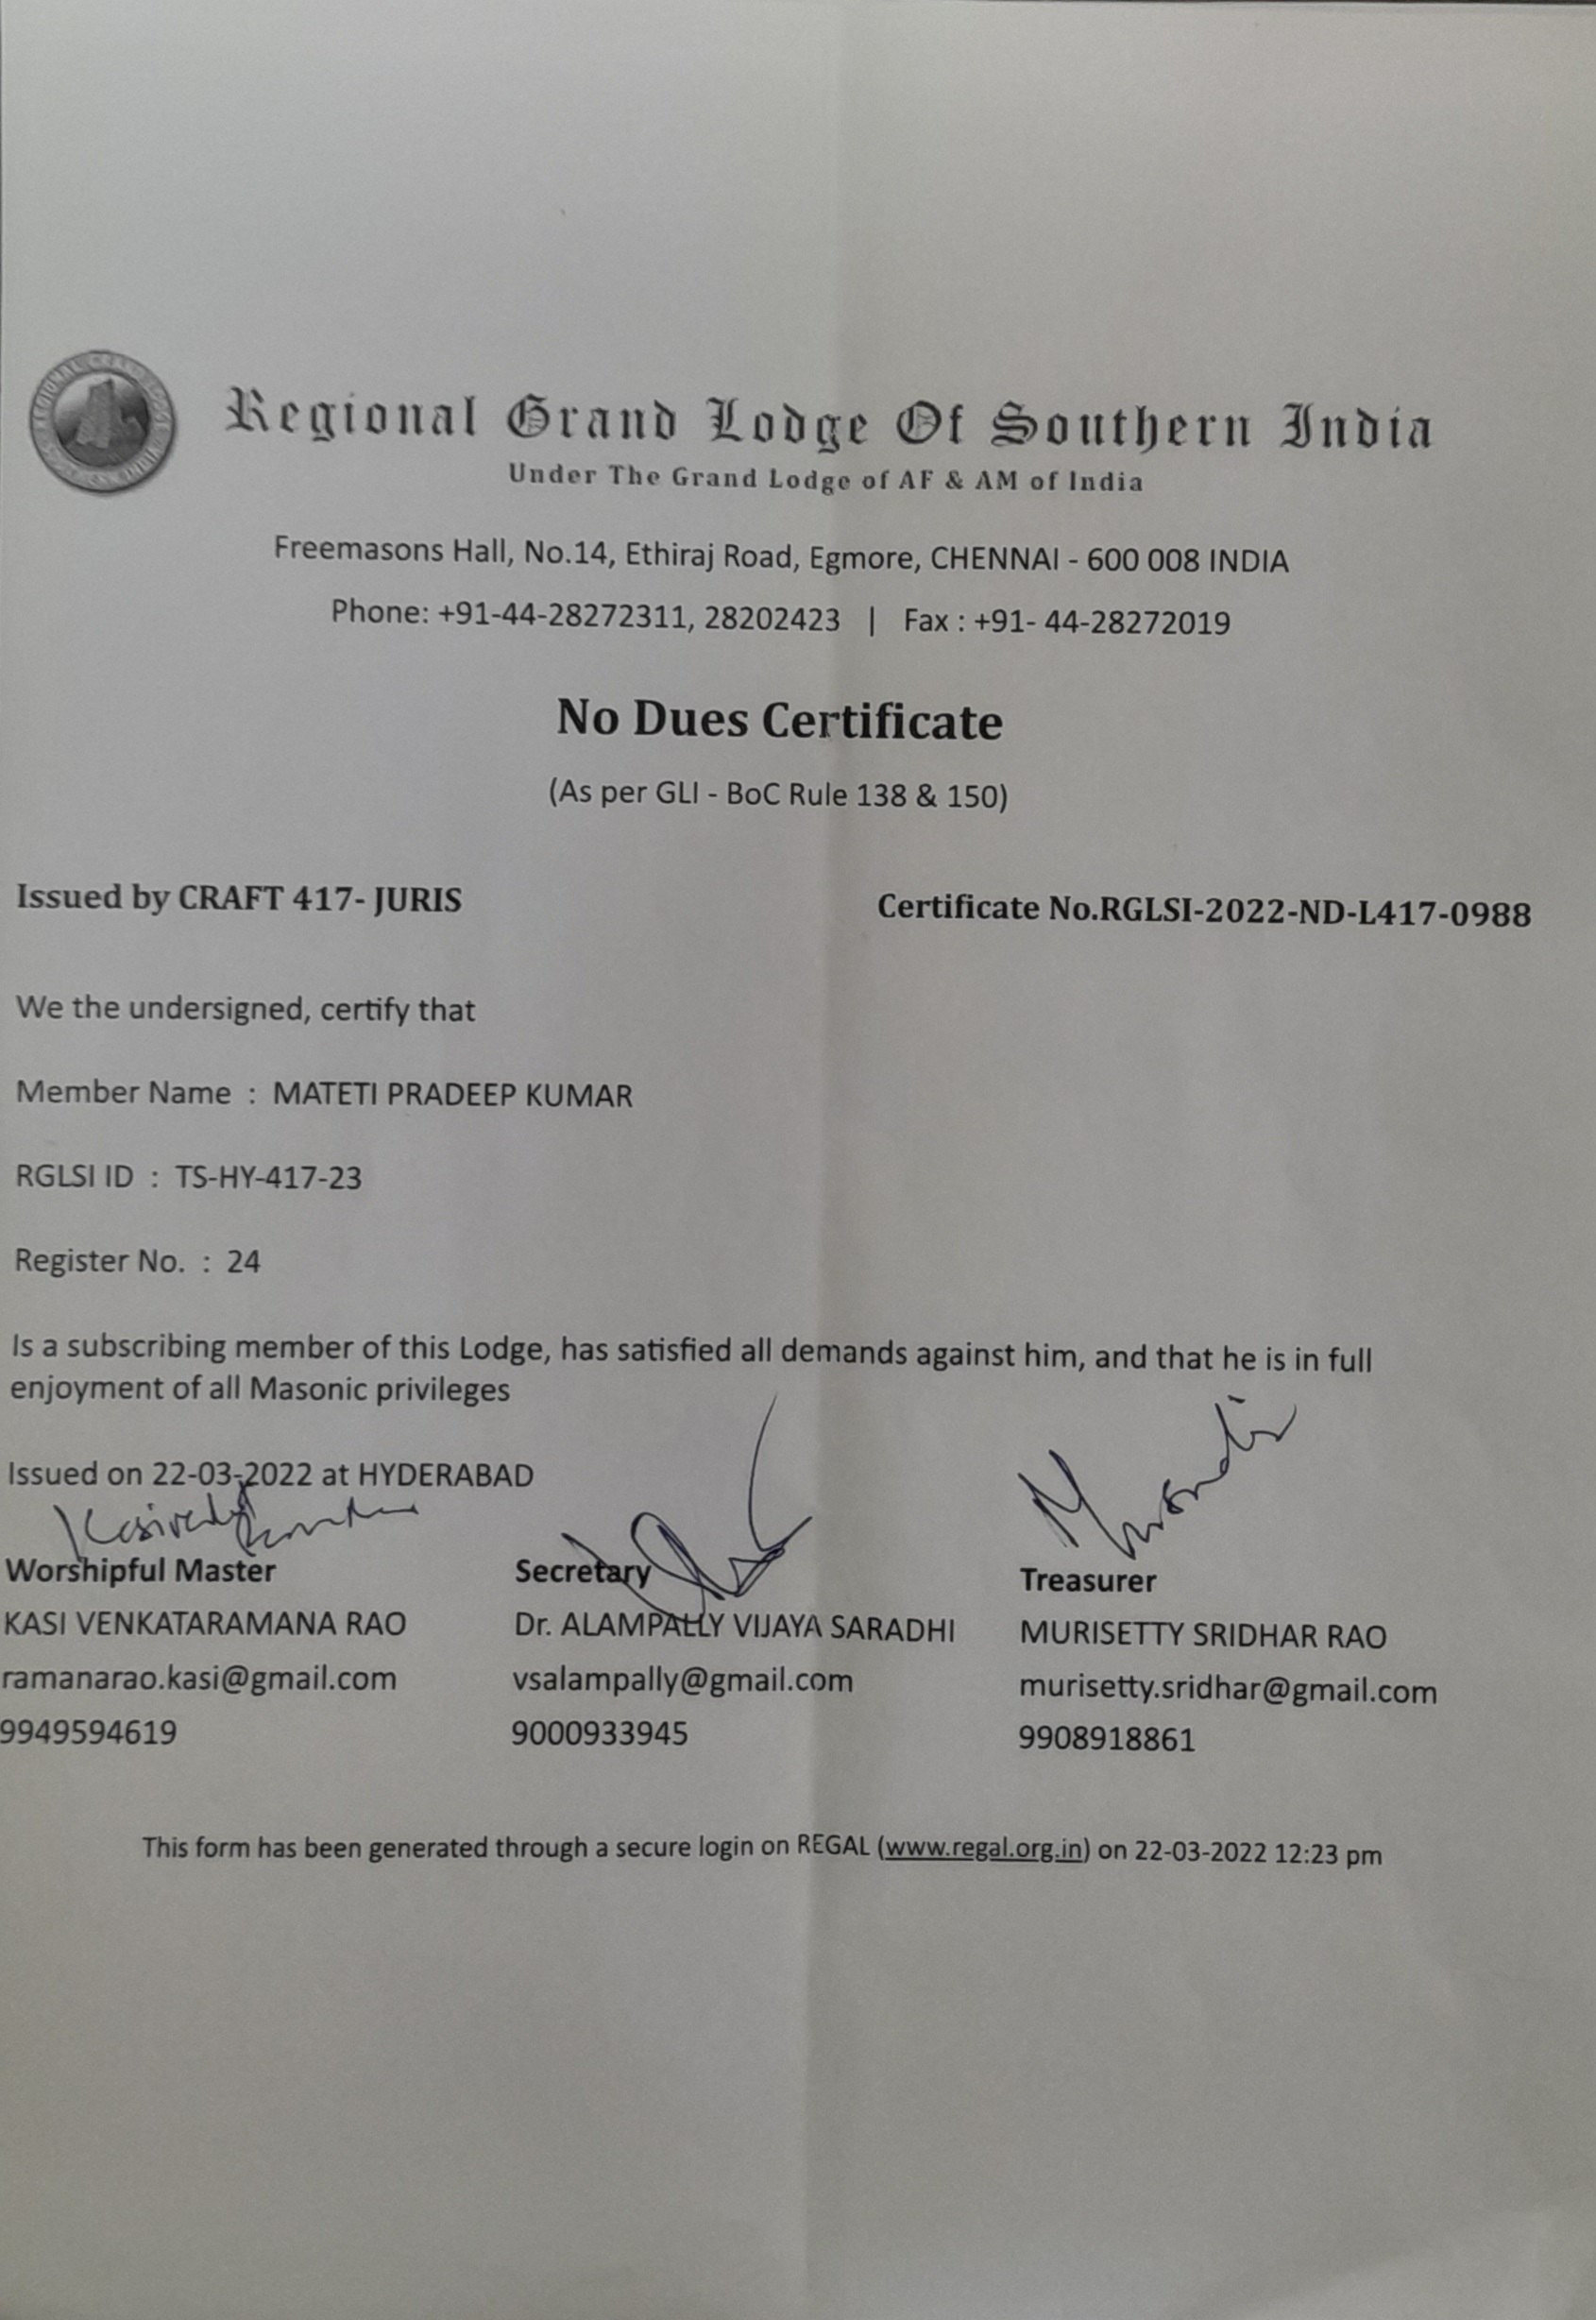 Regional Grand Lodge Of Southern India
Under The Grand Lodge of AF & AM of India
Freemasons Hall, No.14, Ethiraj Road, Egmore, CHENNAI - 600 008 INDIA
Phone: +91-44-28272311, 28202423 | Fax : +91- 44-28272019
No Dues Certificate
(As per GLI - BoC Rule 138 & 150)
Issued by CRAFT 417- JURIS Certificate No.RGLSI-2022-ND-L417-0988
We the undersigned, certify that
Member Name : MATETI PRADEEP KUMAR
RGLSI ID : TS-HY-417-23
Register No. : 24
Is a subscribing member of this Lodge, has satisfied all demands against him, and that he is in full
enjoyment of all Masonic privileges
Issued on 22-03-2022 at HYDERABAD
Worshipful Master Secretary Treasurer
KASI VENKATARAMANA RAO Dr. ALAMPALLY VIJAYA SARADHI MURISETTY SRIDHAR RAO
ramanarao.kasi@gmail.com vsalampally@gmail.com murisetty.sridhar@gmail.com
9949594619 9000933945 9908918861
This form has been generated through a secure login on REGAL (www.regal.org.in) on 22-03-2022 12:23 pm